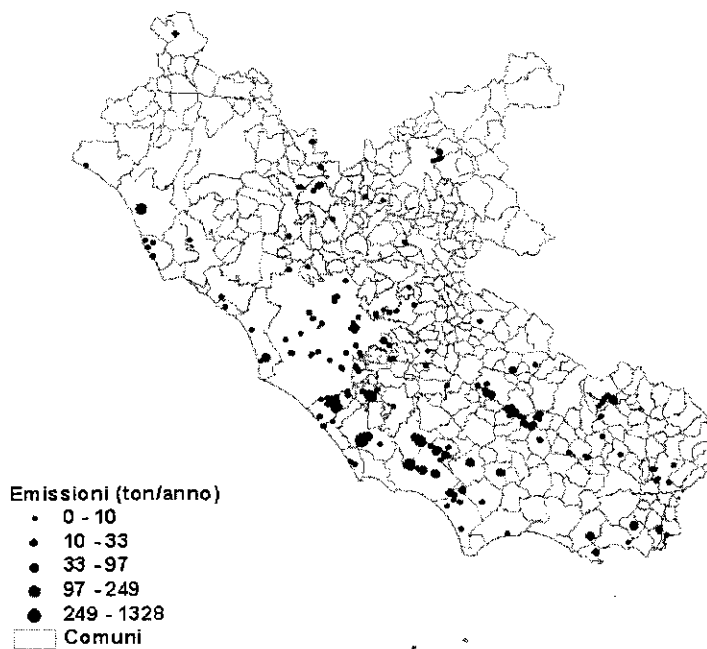 Emissioni (ton/anno)
0 - 10
10 - 33
33 - 97
97 - 249
249 - 1328
Comuni